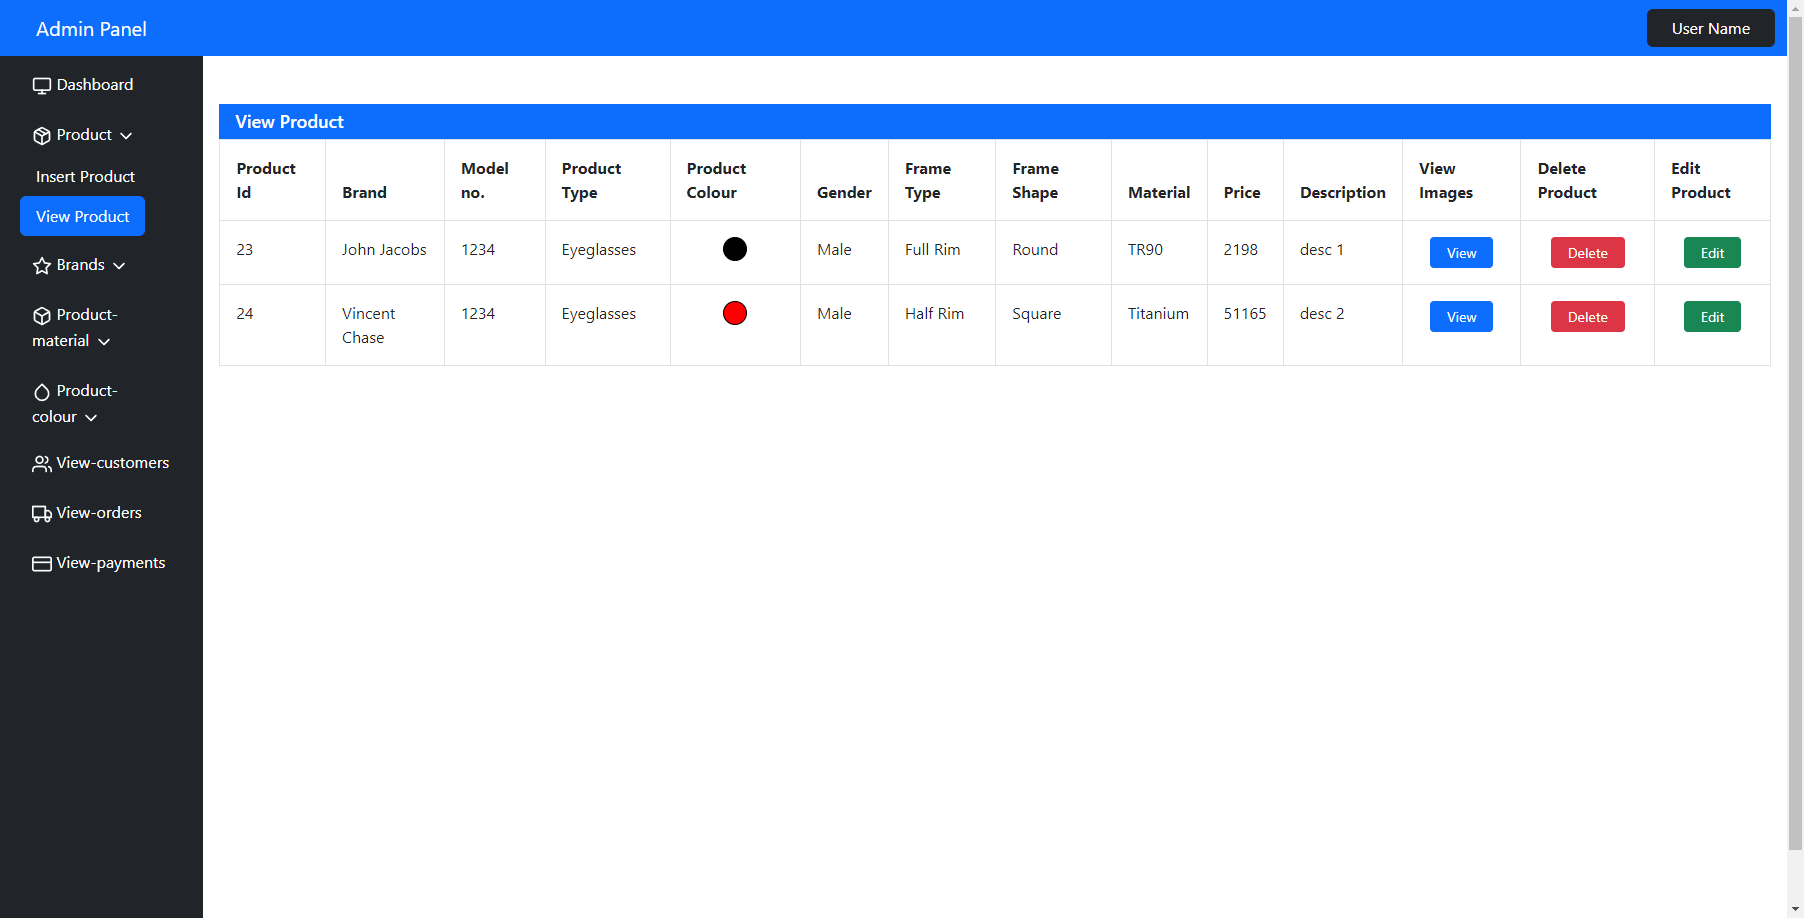 Admin Panel
User Name
Dashboard
Product
Insert Product
View Product
Brands
Product-
material
Product-
colour
View-customers
View-orders
View-payments
View Product
Product Id
Brand
Model no.
Product Type
Product Colour
Gender
Frame Type
Frame Shape
Material
Price
Description
View Images
Delete Product
Edit Product
23 John Jacobs 1234 Eyeglasses Male Full Rim Round TR90 2198 desc 1 View Delete Edit
24 Vincent Chase 1234 Eyeglasses Male Half Rim Square Titanium 51165 desc 2 View Delete Edit